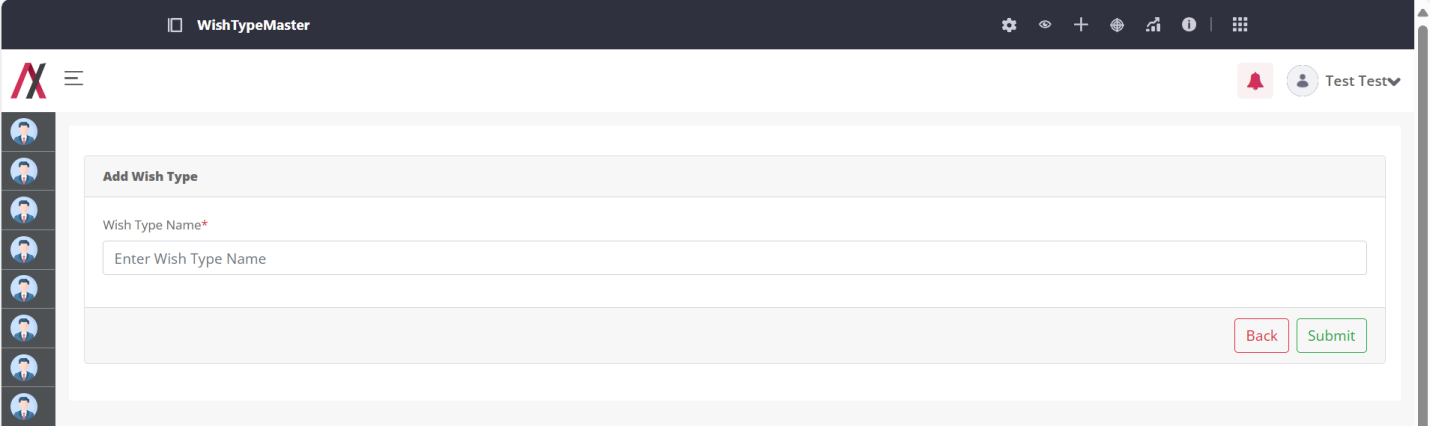 WishTypeMaster
Test Test
Add Wish Type
Wish Type Name*
Enter Wish Type Name
Back Submit